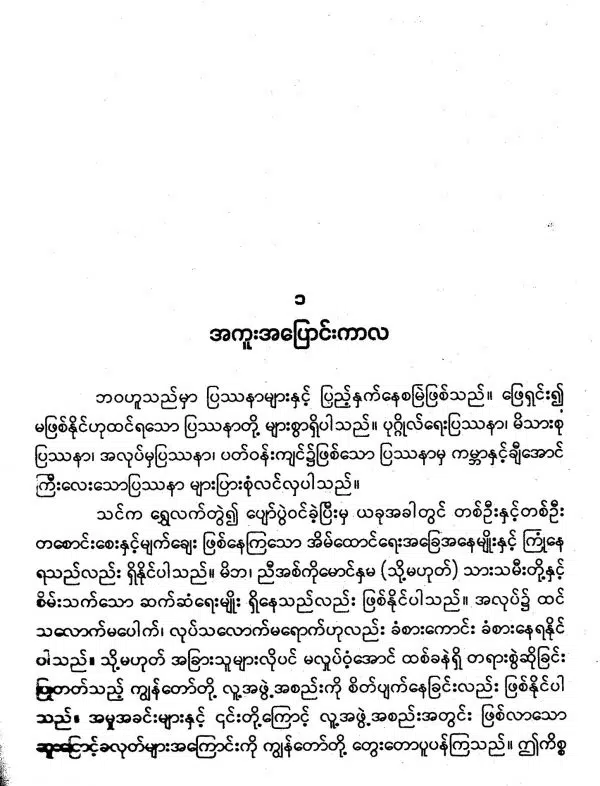 ၁
အကူးအပြောင်းကာလ
ဘဝဟူသည်မှာ ပြဿနာများနှင့် ပြည့်နှက်နေစမြဲဖြစ်သည်။ ဖြေရှင်း၍
မဖြစ်နိုင်ဟုထင်ရသော ပြဿနာတို့ များစွာရှိပါသည်။ ပုဂ္ဂိုလ်ရေးပြဿနာ၊ မိသားစု
ပြဿနာ၊ အလုပ်မှပြဿနာ၊ ပတ်ဝန်းကျင်၌ဖြစ်သော ပြဿနာမှ ကမ္ဘာနှင့်ချီအောင်
ကြီးလေးသောပြဿနာ များပြားစုံလင်လှပါသည်။
သင်က ရွှေလက်တွဲ၍ ပျော်ပွဲဝင်ခဲ့ပြီးမှ ယခုအခါတွင် တစ်ဦးနှင့်တစ်ဦး
တစောင်းစေးနှင့်မျက်ချေး ဖြစ်နေကြသော အိမ်ထောင်ရေးအခြေအနေမျိုးနှင့် ကြုံနေ
ရသည်လည်း ရှိနိုင်ပါသည်။ မိဘ၊ ညီအစ်ကိုမောင်နှမ (သို့မဟုတ်) သားသမီးတို့နှင့်
စိမ်းသက်သော ဆက်ဆံရေးမျိုး ရှိနေသည်လည်း ဖြစ်နိုင်ပါသည်။ အလုပ်၌ ထင်
သလောက်မပေါက်၊ လုပ်သလောက်မရောက်ဟုလည်း ခံစားကောင်း ခံစားနေရနိုင်
ပါသည်။ သို့မဟုတ် အခြားသူများလိုပင် မလှုပ်ဝံ့အောင် ထစ်ခနဲရှိ တရားစွဲဆိုခြင်း
ပြုတတ်သည့် ကျွန်တော်တို့ လူ့အဖွဲ့အစည်းကို စိတ်ပျက်နေခြင်းလည်း ဖြစ်နိုင်ပါ
သည်။ အမှုအခင်းများနှင့် ၎င်းတို့ကြောင့် လူ့အဖွဲ့အစည်းအတွင်း ဖြစ်လာသော
ဆူးငြောင့်ခလုတ်များအကြောင်းကို ကျွန်တော်တို့ တွေးတောပူပန်ကြသည်။ ဤကိစ္စ